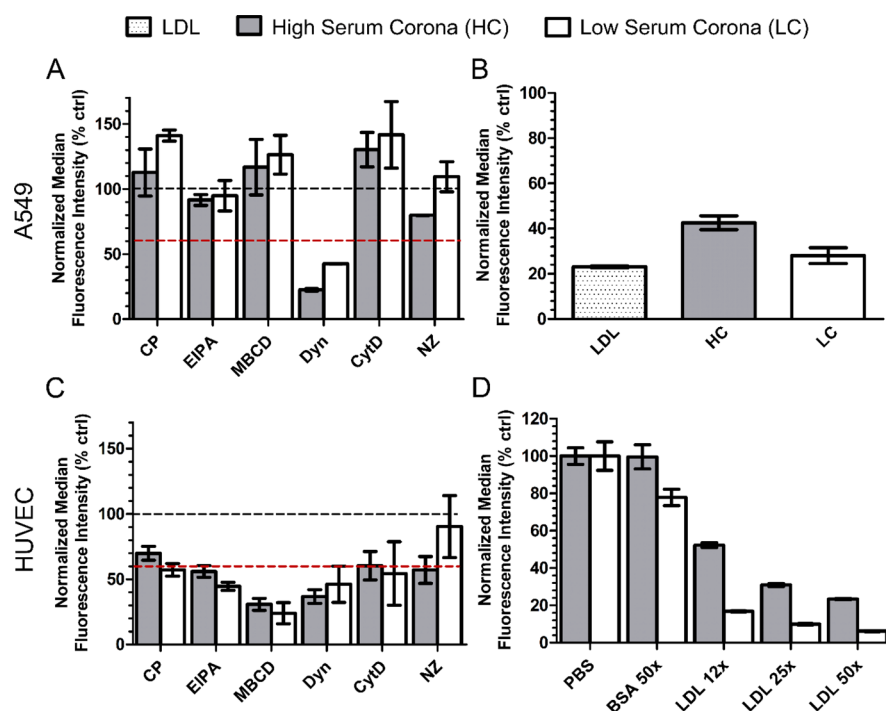 LDL High Serum Corona (HC) Low Serum Corona (LC)
A
A549
Normalized Median
Fluorescence Intensity (% ctrl)
150
100
50
0
CP EIPA MBCD Dyn CytD NZ
B
Normalized Median
Fluorescence Intensity (% ctrl)
100
80
60
40
20
0
LDL HC LC
C
HUVEC
Normalized Median
Fluorescence Intensity (% ctrl)
150
100
50
0
CP EIPA MBCD Dyn CytD NZ
D
Normalized Median
Fluorescence Intensity (% ctrl)
120
100
80
60
40
20
0
PBS BSA 50x LDL 12x LDL 25x LDL 50x